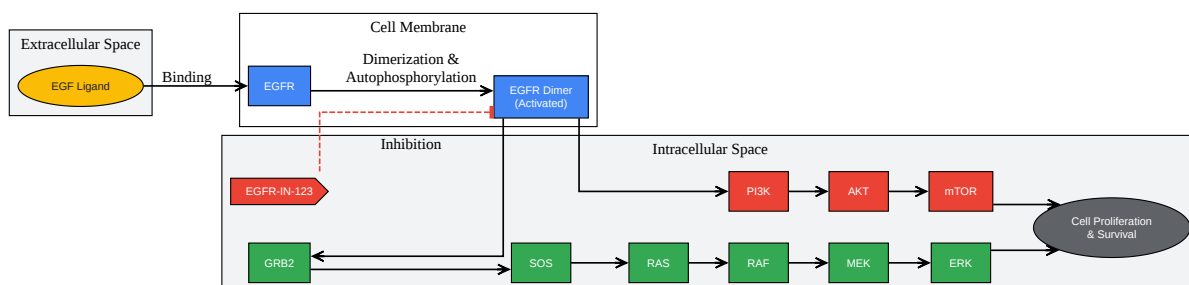 Cell Membrane
Extracellular Space
EGF Ligand
Binding
EGFR
Dimerization &
Autophosphorylation
EGFR Dimer
(Activated)
Inhibition
Intracellular Space
EGFR-IN-123
PI3K
AKT
mTOR
Cell Proliferation
& Survival
GRB2
SOS
RAS
RAF
MEK
ERK